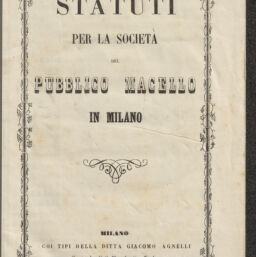 STATUTI
PER LA SOCIETÀ
DEL
PUBBLICO MACELLO
IN MILANO
MILANO
COI TIPI DELLA DITTA GIACOMO AGNELLI